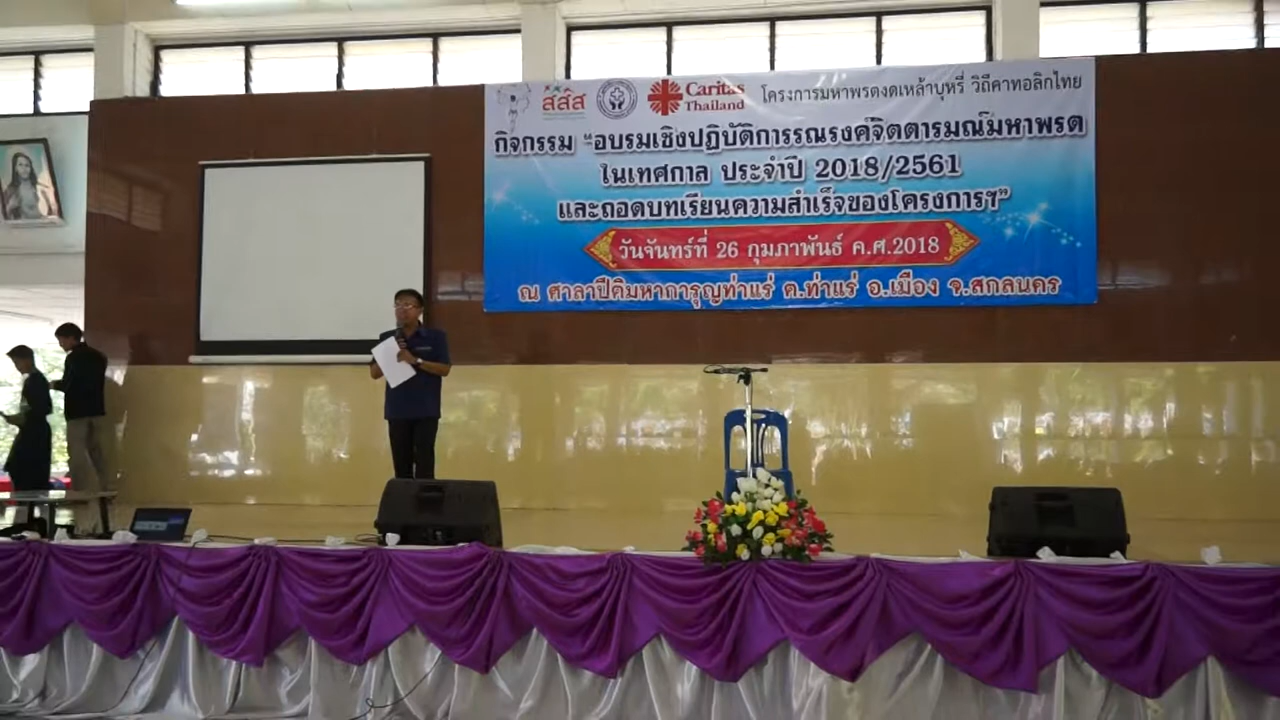 สสส Caritas Thailand โครงการมหาพรตงดเหล้าบุหรี่ วิถีคาทอลิกไทย
กิจกรรม “อบรมเชิงปฏิบัติการรณรงค์จิตตารมณ์มหาพรต
ในเทศกาล ประจำปี 2018/2561
และถอดบทเรียนความสำเร็จของโครงการฯ”
วันจันทร์ที่ 26 กุมภาพันธ์ ค.ศ.2018
ณ ศาลาปีติมหาการุญท่าแร่ ต.ท่าแร่ อ.เมือง จ.สกลนคร